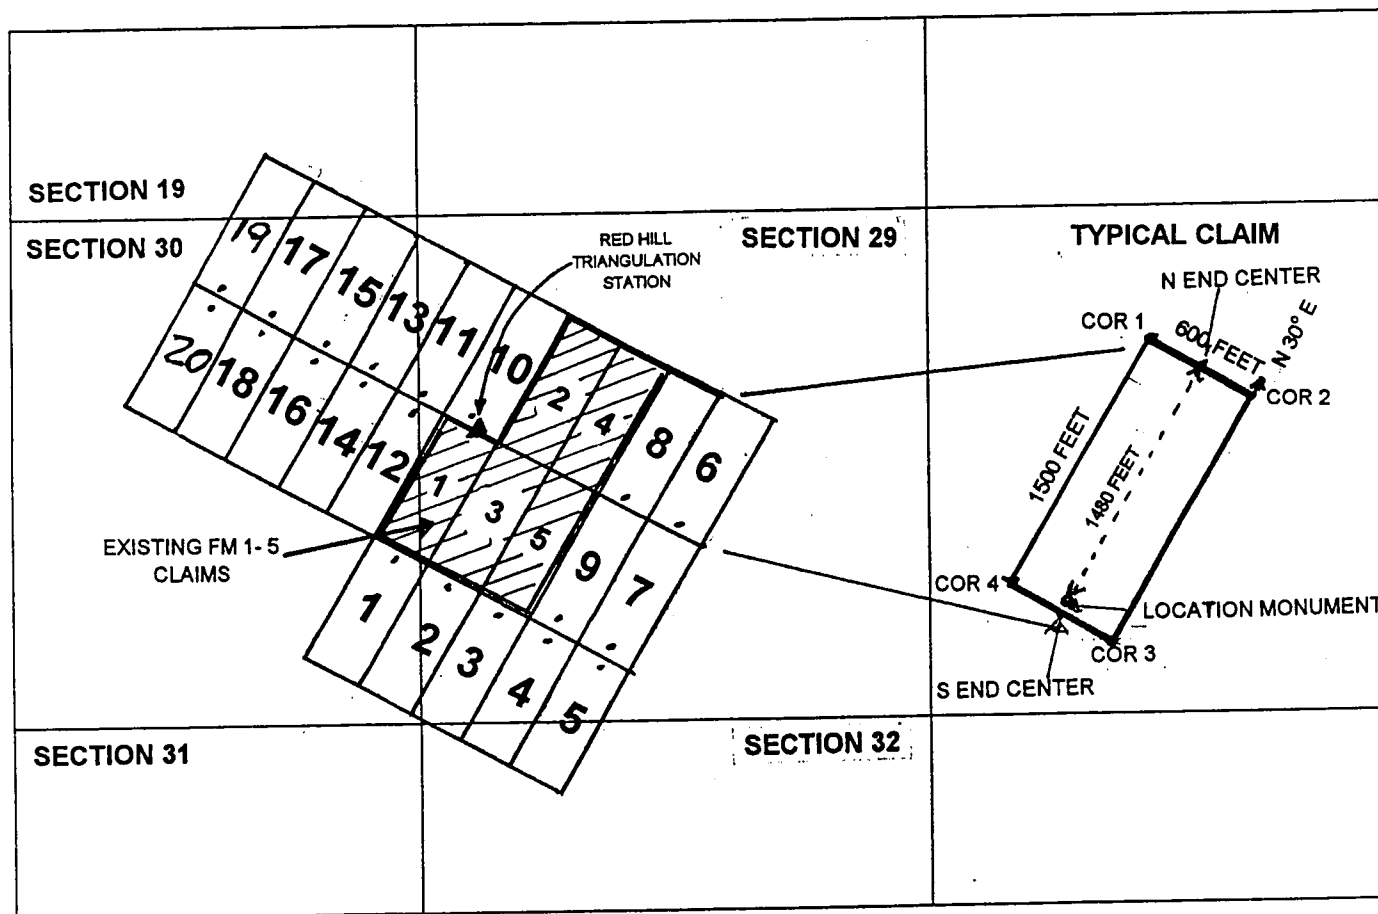 SECTION 19
SECTION 30
RED HILL
TRIANGULATION
STATION
SECTION 29
TYPICAL CLAIM
N END CENTER
COR 1
600 FEET
N 30° E
COR 2
1500 FEET
1480 FEET
COR 4
LOCATION MONUMENT
COR 3
S END CENTER
19
17
15
13
11
10
2
4
8
6
20
18
16
14
12
1
3
5
9
7
EXISTING FM 1-5
CLAIMS
1
2
3
4
5
SECTION 31
SECTION 32